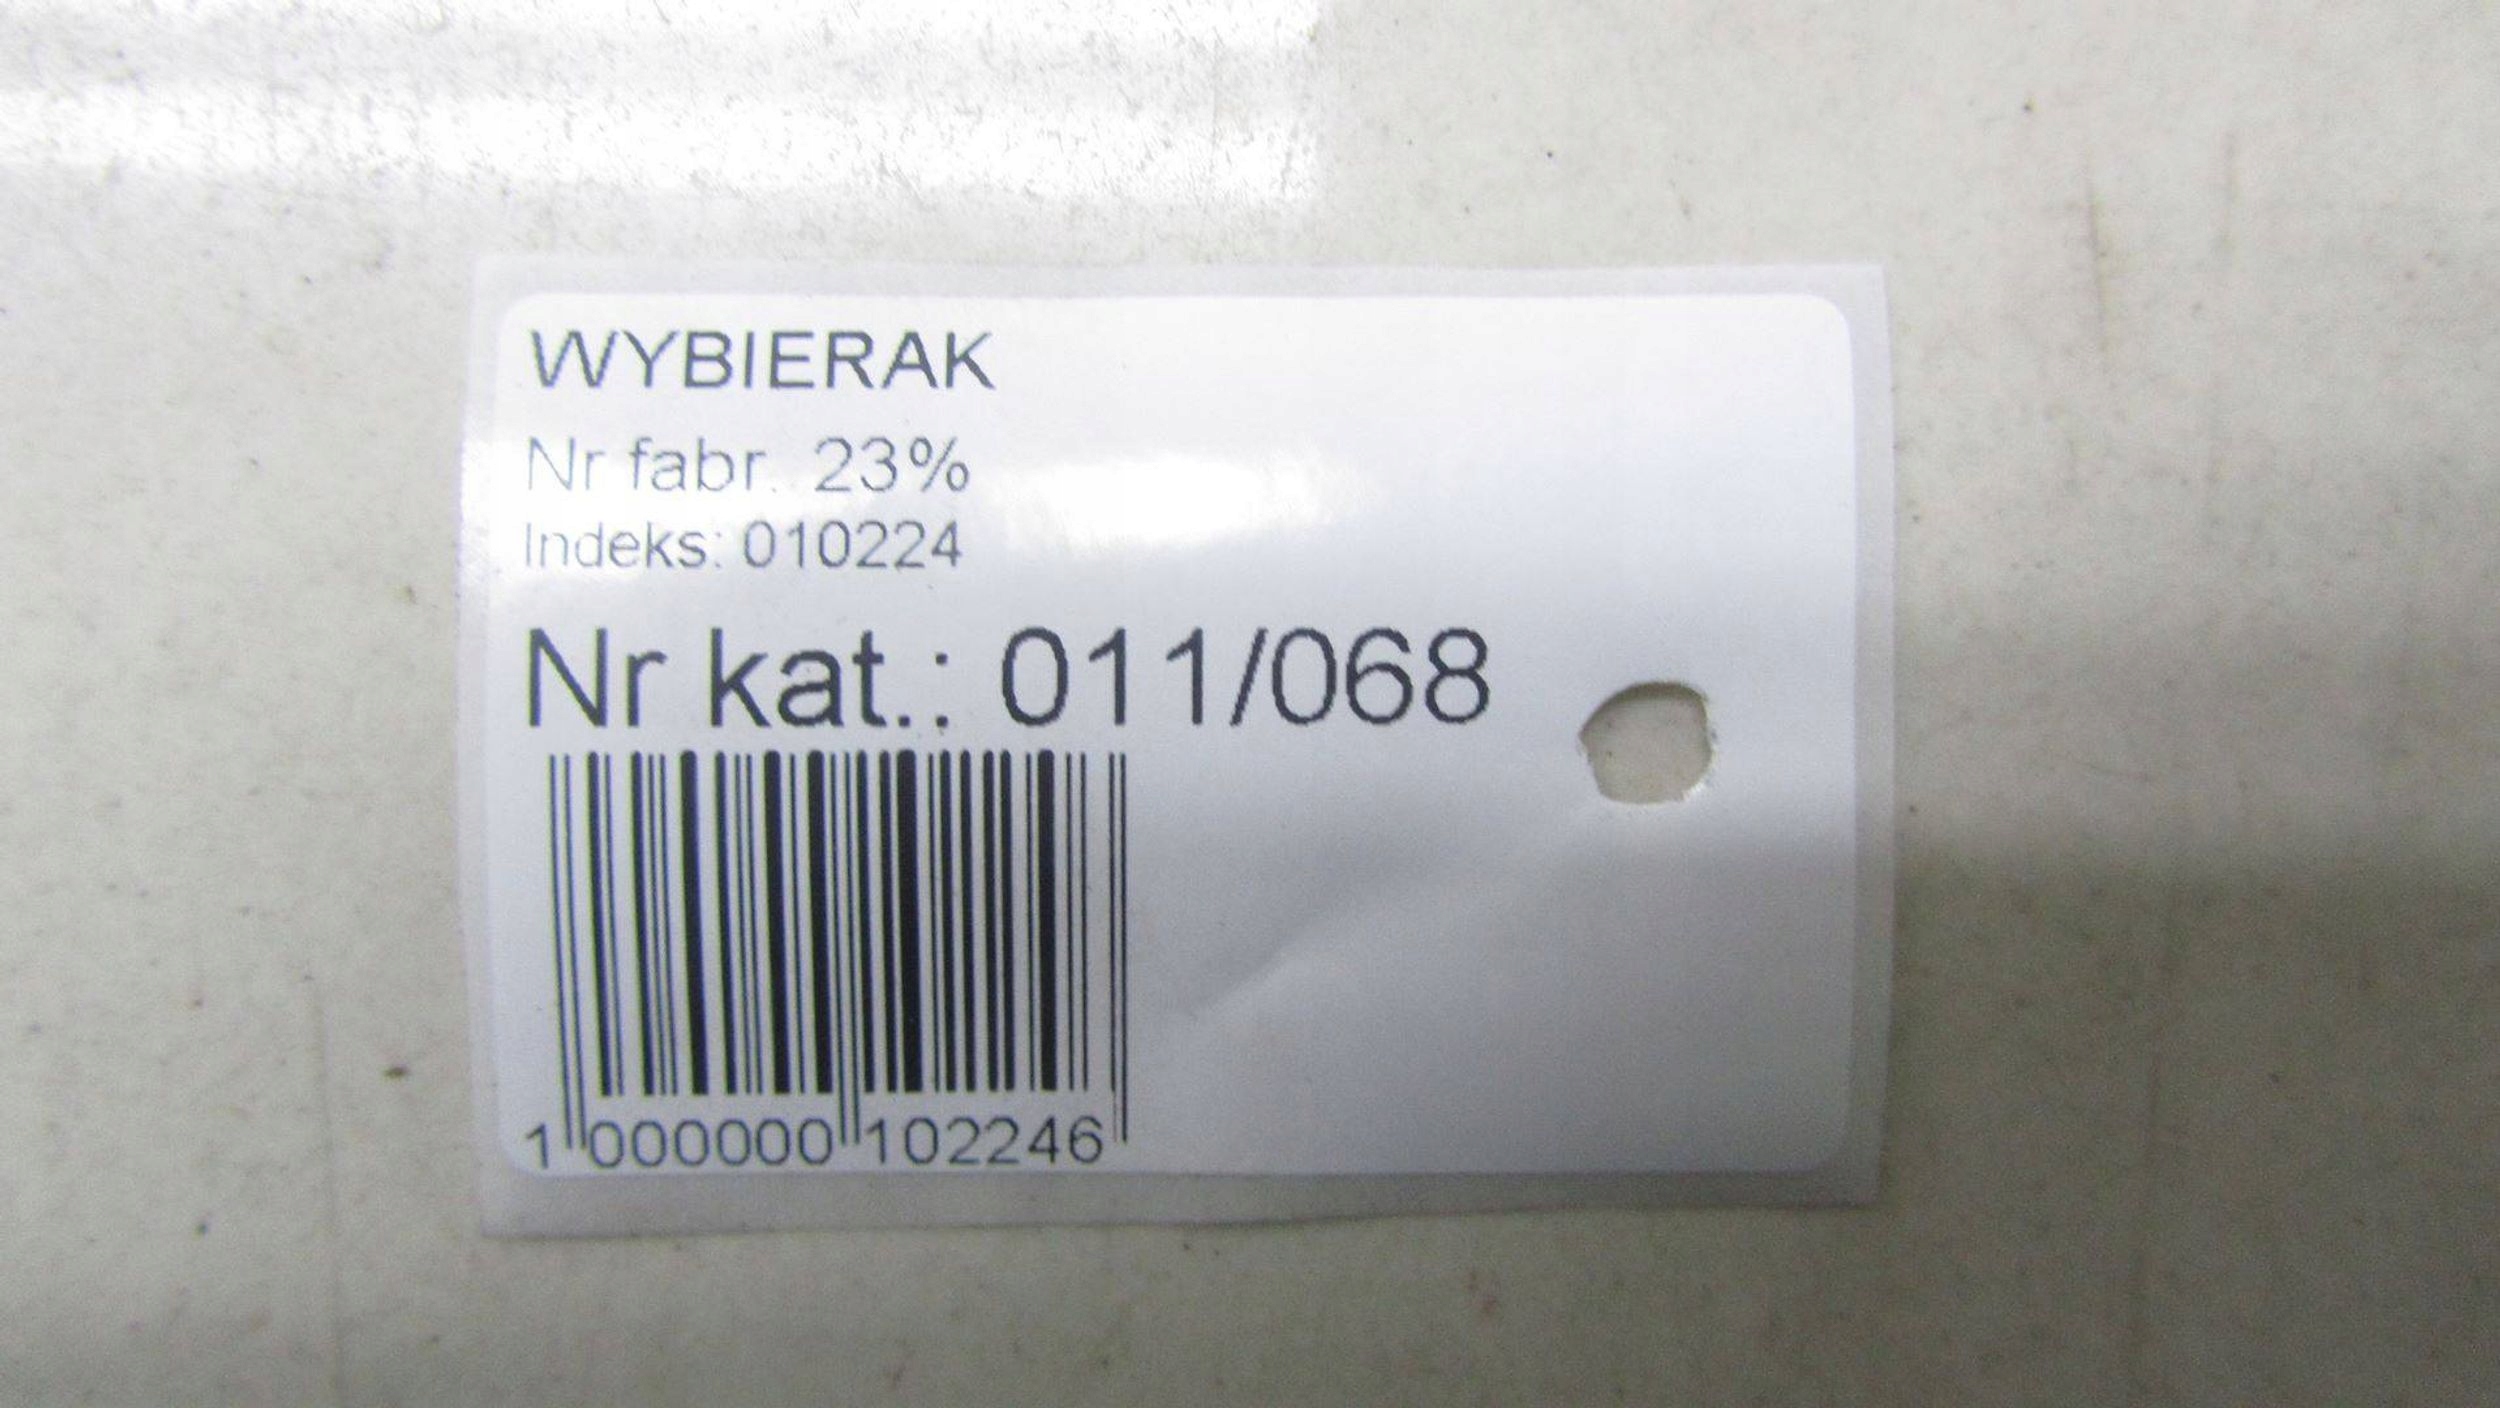 WYBIERAK
Nr fabr. 23%
Indeks: 010224
Nr kat.: 011/068
1 000000 102246